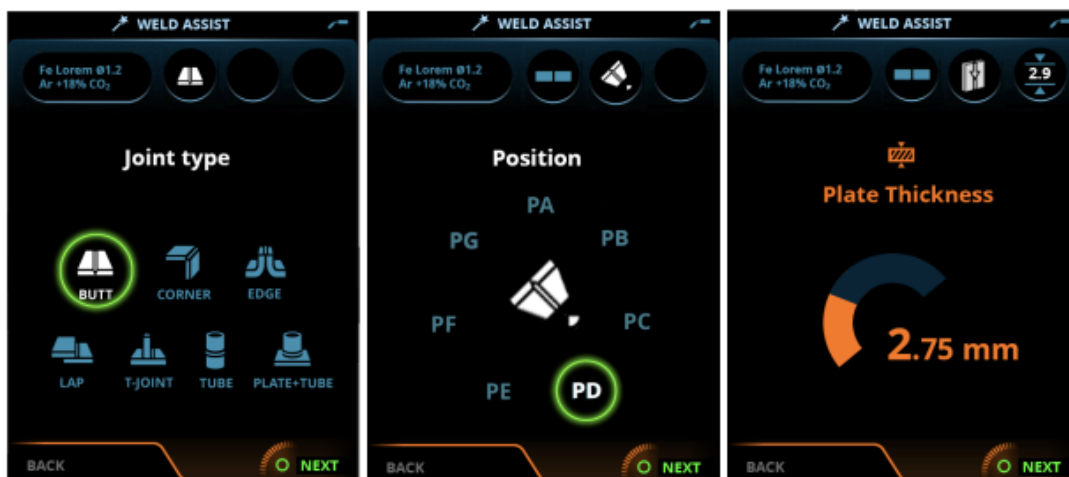 WELD ASSIST
Fe Lorem ø1.2
Ar +18% CO₂
Joint type
BUTT
CORNER
EDGE
LAP
T-JOINT
TUBE
PLATE+TUBE
BACK
NEXT
WELD ASSIST
Fe Lorem ø1.2
Ar +18% CO₂
Position
PA
PG
PB
PF
PC
PE
PD
BACK
NEXT
WELD ASSIST
Fe Lorem ø1.2
Ar +18% CO₂
2.9
Plate Thickness
2.75 mm
BACK
NEXT